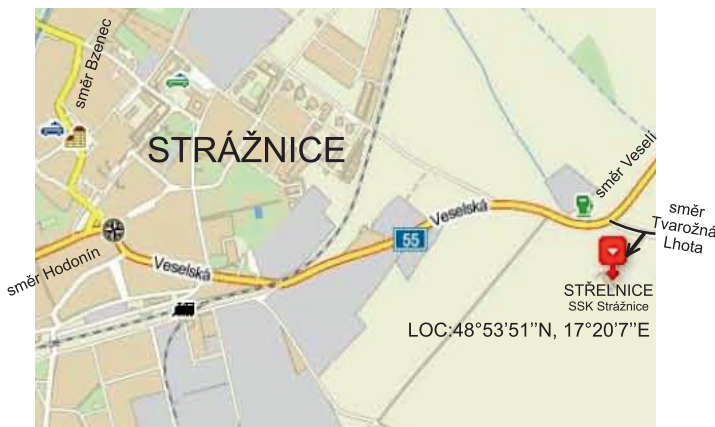 směr Bzenec
STRÁŽNICE
směr Veselí
Veselská
55
směr
Tvarožná
Lhota
směr Hodonín
Veselská
STŘELNICE
SSK Strážnice
LOC:48°53'51’’N, 17°20'7’’E